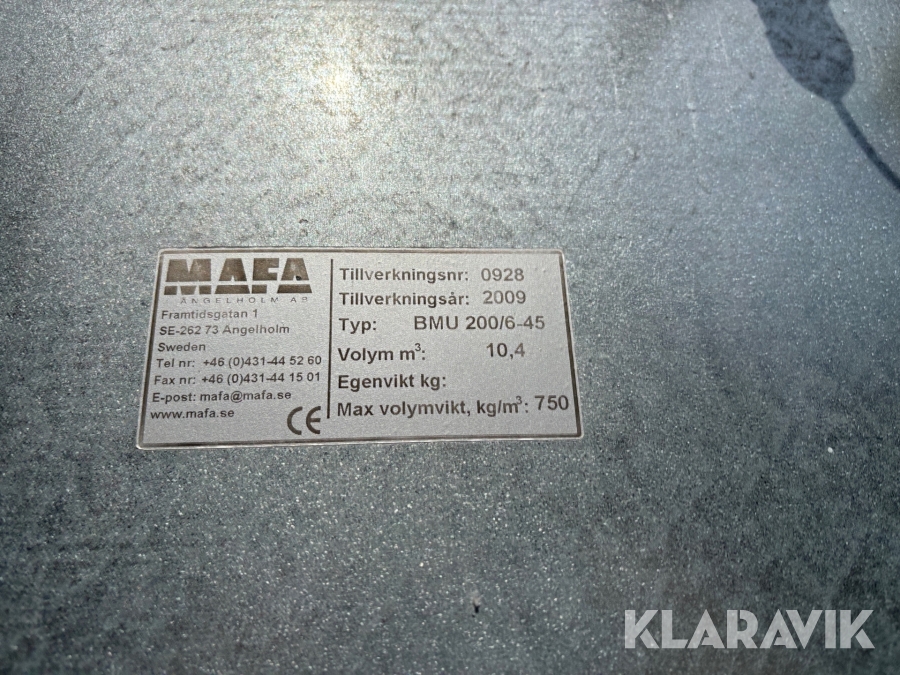 MAFA
ÄNGELHOLM AB
Framtidsgatan 1
SE-262 73 Ängelholm
Sweden
Tel nr: +46 (0)431-44 52 60
Fax nr: +46 (0)431-44 15 01
E-post: mafa@mafa.se
www.mafa.se
CE
Tillverkningsnr: 0928
Tillverkningsår: 2009
Typ: BMU 200/6-45
Volym m³: 10,4
Egenvikt kg:
Max volymvikt, kg/m³: 750
KLARAVIK